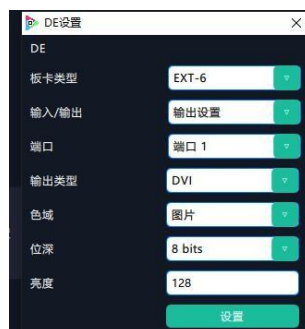 DE设置
DE
板卡类型 EXT-6
输入/输出 输出设置
端口 端口 1
输出类型 DVI
色域 图片
位深 8 bits
亮度 128
设置